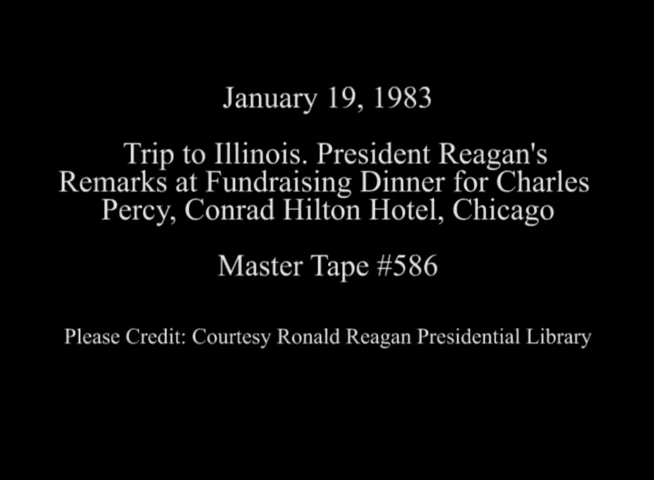 January 19, 1983
Trip to Illinois. President Reagan's
Remarks at Fundraising Dinner for Charles
Percy, Conrad Hilton Hotel, Chicago
Master Tape #586
Please Credit: Courtesy Ronald Reagan Presidential Library